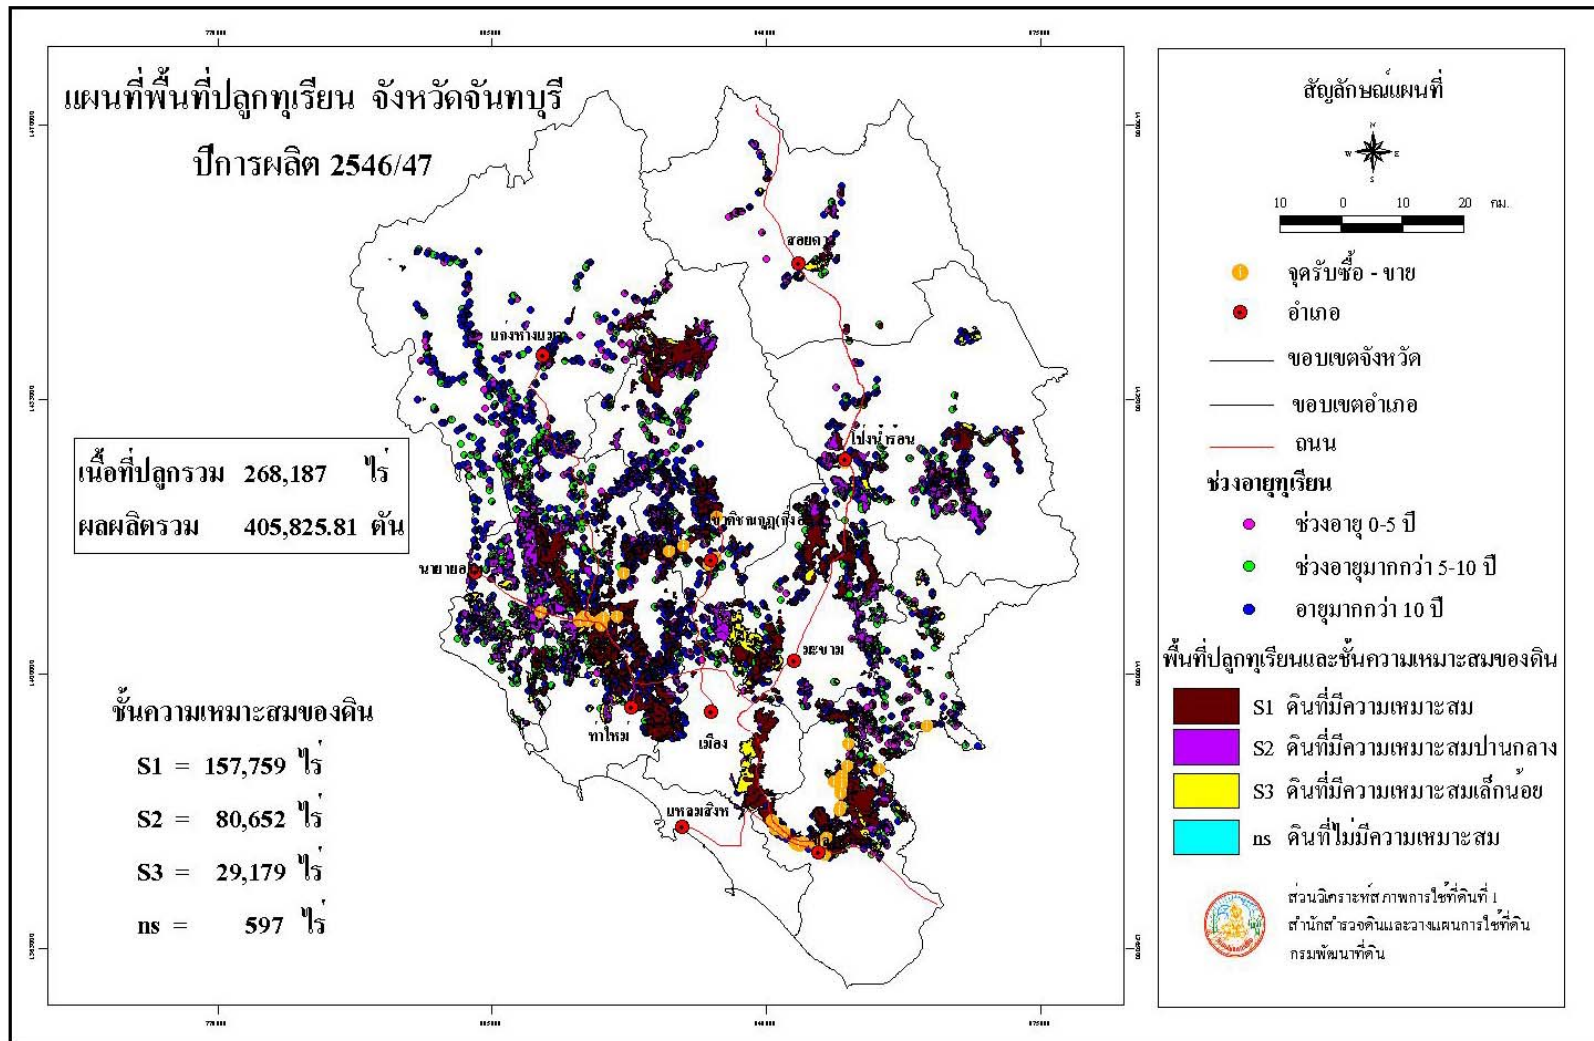 แผนที่พื้นที่ปลูกทุเรียน จังหวัดจันทบุรี
ปีการผลิต 2546/47
เนื้อที่ปลูกรวม 268,187 ไร่
ผลผลิตรวม 405,825.81 ตัน
ชั้นความเหมาะสมของดิน
S1 = 157,759 ไร่
S2 = 80,652 ไร่
S3 = 29,179 ไร่
ns = 597 ไร่
สอยดาว
แก่งหางแมว
โป่งน้ำร้อน
นายายอาม
มะขาม
ท่าใหม่
เมือง
แหลมสิงห
สัญลักษณ์แผนที่
N
W E
S
10 0 10 20 กม.
จุดรับซื้อ - ขาย
อำเภอ
ขอบเขตจังหวัด
ขอบเขตอำเภอ
ถนน
ช่วงอายุทุเรียน
ช่วงอายุ 0-5 ปี
ช่วงอายุมากกว่า 5-10 ปี
อายุมากกว่า 10 ปี
พื้นที่ปลูกทุเรียนและชั้นความเหมาะสมของดิน
S1 ดินที่มีความเหมาะสม
S2 ดินที่มีความเหมาะสมปานกลาง
S3 ดินที่มีความเหมาะสมเล็กน้อย
ns ดินที่ไม่มีความเหมาะสม
ส่วนวิเคราะห์สภาพการใช้ที่ดินที่ 1
สำนักสำรวจดินและวางแผนการใช้ที่ดิน
กรมพัฒนาที่ดิน